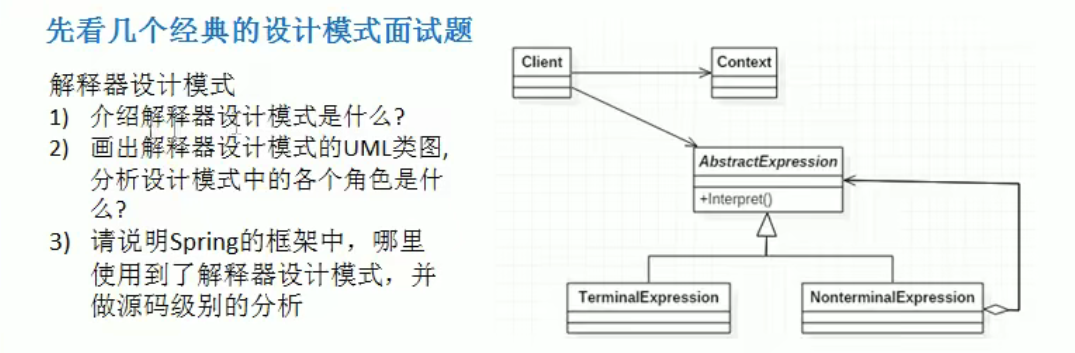 先看几个经典的设计模式面试题
解释器设计模式
1) 介绍解释器设计模式是什么?
2) 画出解释器设计模式的UML类图,
分析设计模式中的各个角色是什
么?
3) 请说明Spring的框架中，哪里
使用到了解释器设计模式，并
做源码级别的分析
Client
Context
AbstractExpression
+Interpret()
TerminalExpression
NonterminalExpression